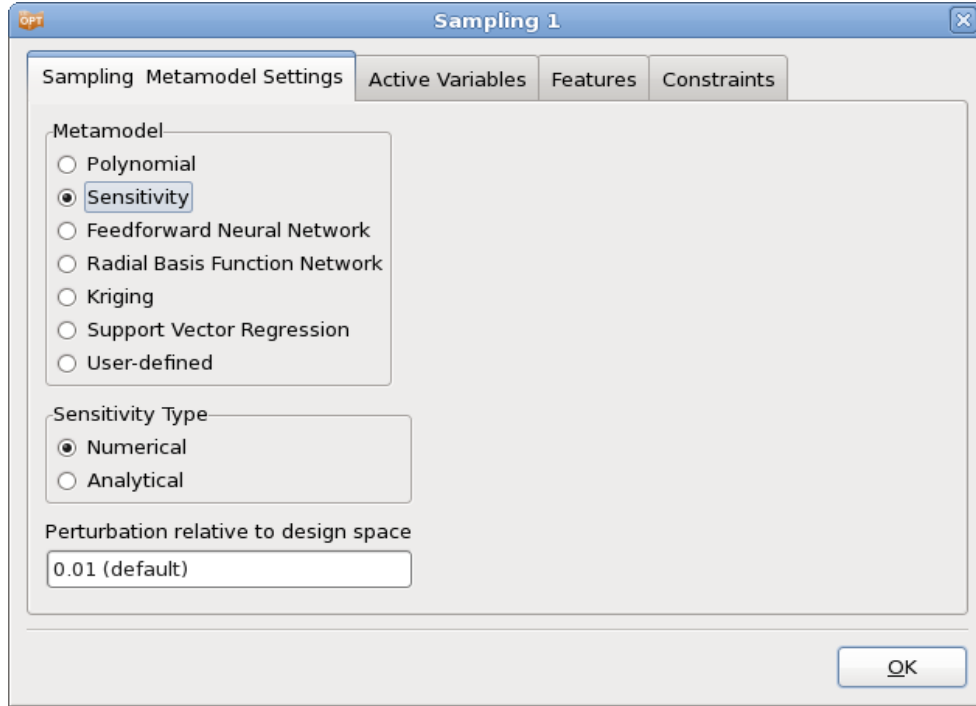 OPT Sampling 1
Sampling Metamodel Settings Active Variables Features Constraints
Metamodel
Polynomial
Sensitivity
Feedforward Neural Network
Radial Basis Function Network
Kriging
Support Vector Regression
User-defined
Sensitivity Type
Numerical
Analytical
Perturbation relative to design space
0.01 (default)
OK